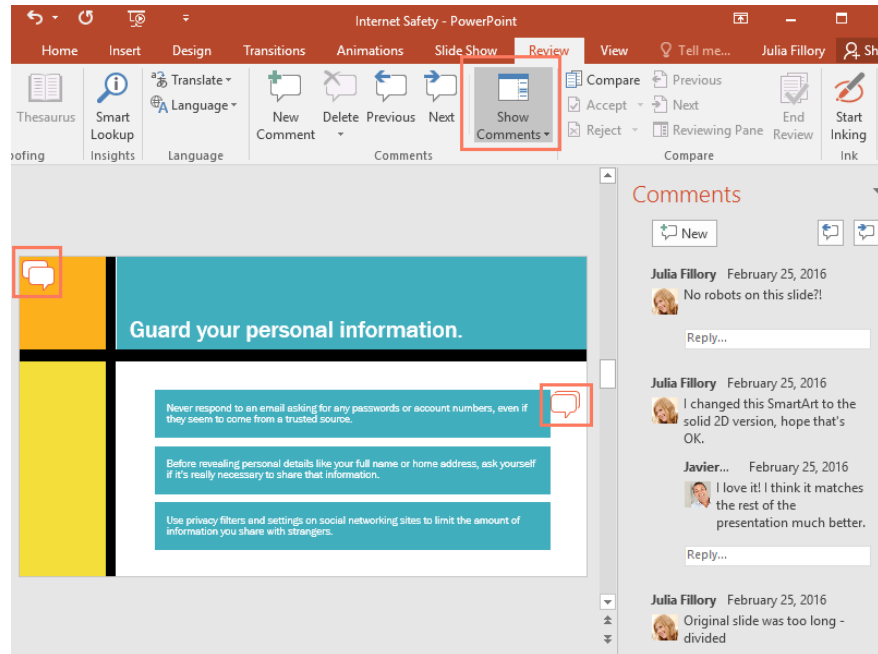 Internet Safety - PowerPoint
Home Insert Design Transitions Animations Slide Show Review View Tell me... Julia Fillory Sh
Thesaurus
Smart
Lookup
Translate
Language
New
Comment
Delete Previous Next
Show
Comments
Compare
Accept
Reject
Previous
Next
Reviewing Pane
End
Review
Start
Inking
oofing Insights Language Comments Compare Ink
Guard your personal information.
Never respond to an email asking for any passwords or account numbers, even if
they seem to come from a trusted source.
Before revealing personal details like your full name or home address, ask yourself
if it's really necessary to share that information.
Use privacy filters and settings on social networking sites to limit the amount of
information you share with strangers.
Comments
New
Julia Fillory February 25, 2016
No robots on this slide?!
Reply...
Julia Fillory February 25, 2016
I changed this SmartArt to the
solid 2D version, hope that's
OK.
Javier... February 25, 2016
I love it! I think it matches
the rest of the
presentation much better.
Reply...
Julia Fillory February 25, 2016
Original slide was too long -
divided